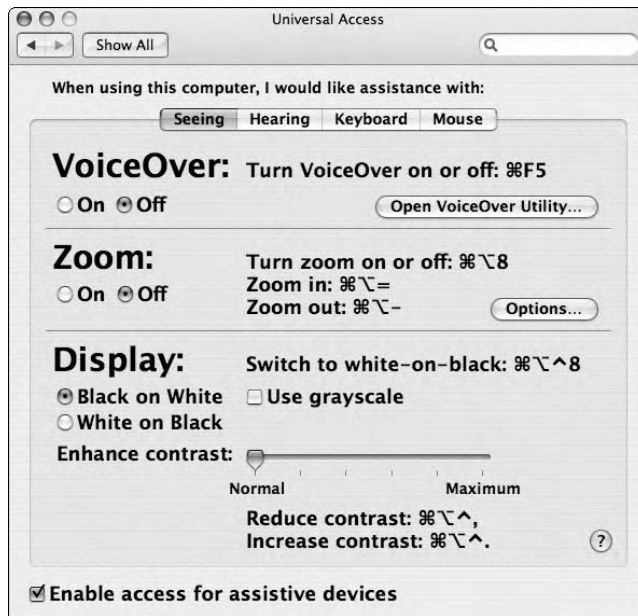 Universal Access
Show All
When using this computer, I would like assistance with:
Seeing Hearing Keyboard Mouse
VoiceOver: Turn VoiceOver on or off: ⌘F5
On Off Open VoiceOver Utility...
Zoom: Turn zoom on or off: ⌘⌥8
On Off Zoom in: ⌘⌥=
Zoom out: ⌘⌥- Options...
Display: Switch to white-on-black: ⌘⌥^8
Black on White Use grayscale
White on Black
Enhance contrast:
Normal Maximum
Reduce contrast: ⌘⌥^,
Increase contrast: ⌘⌥^.
?
Enable access for assistive devices